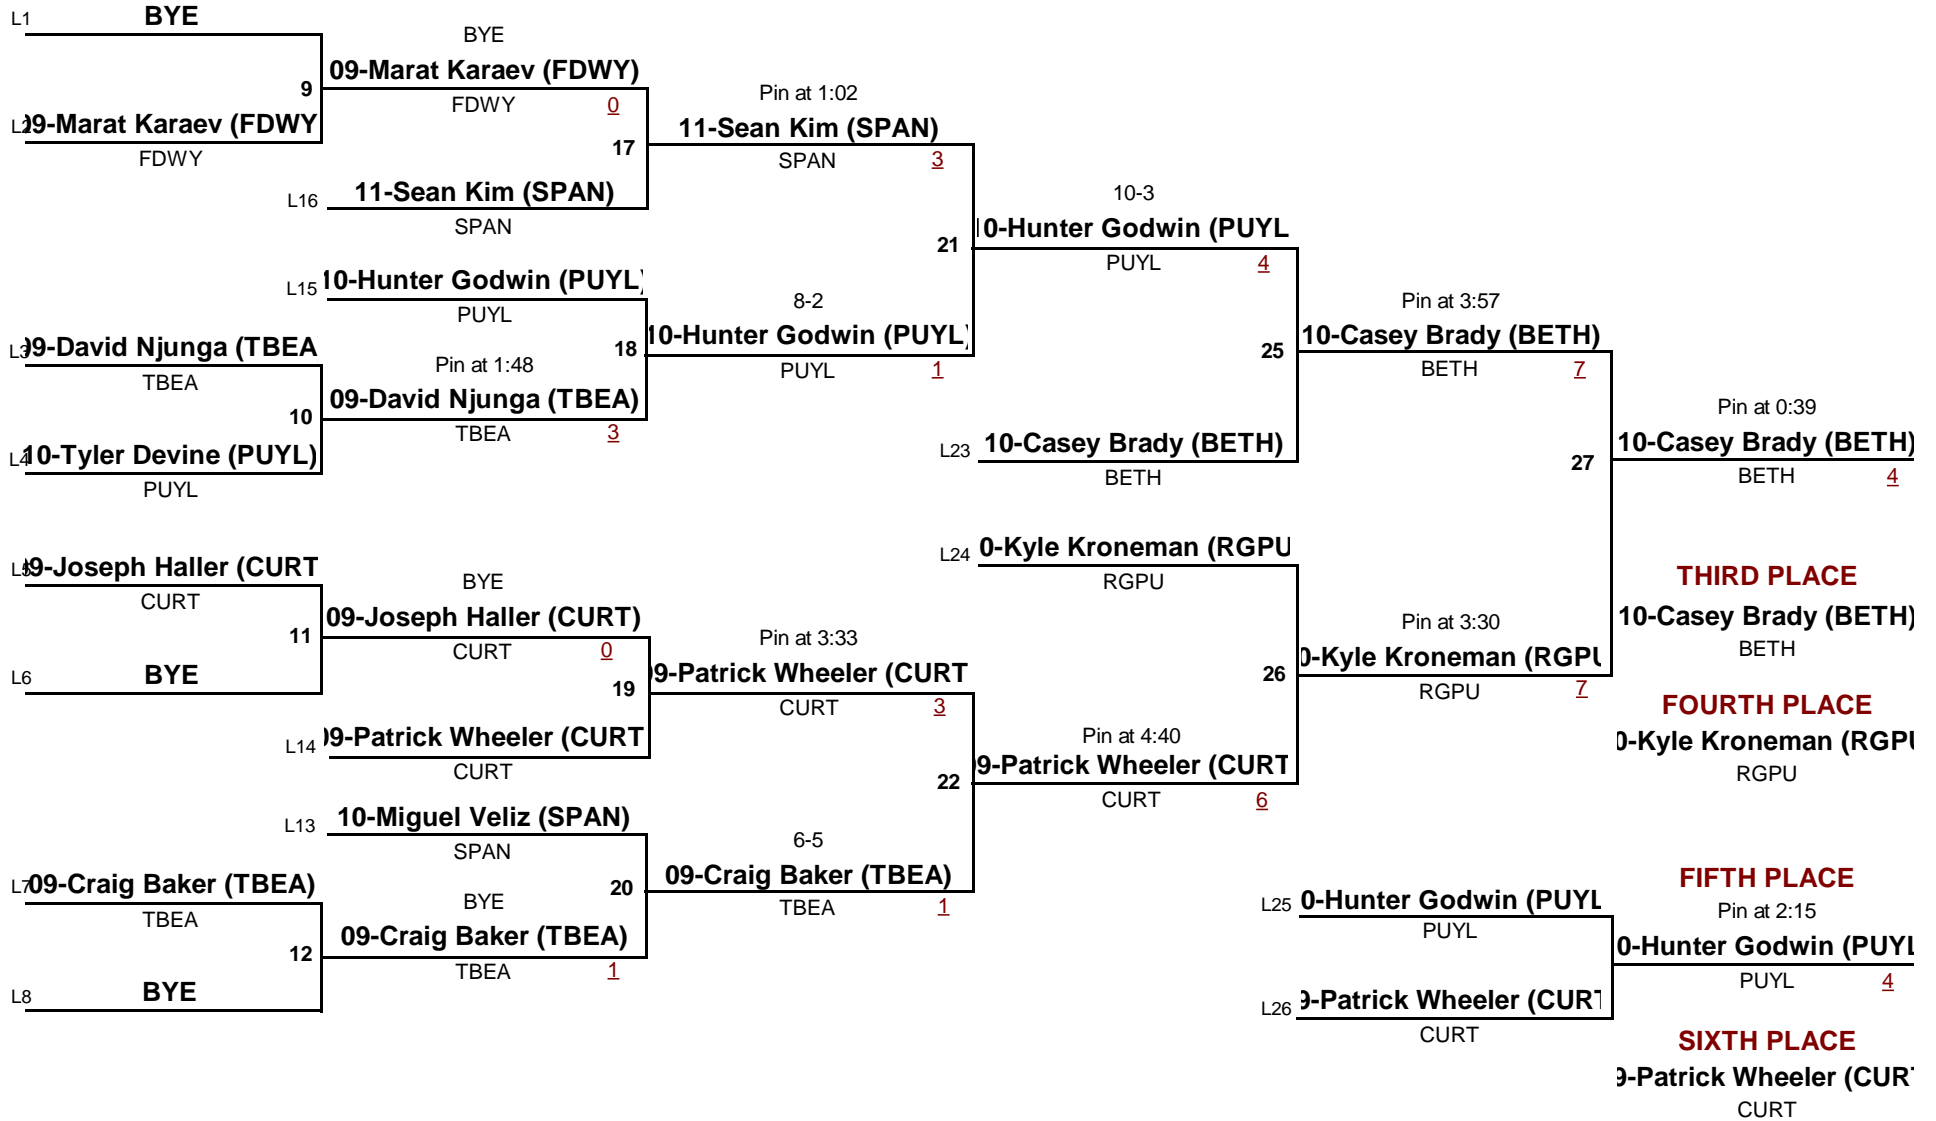 L1 BYE
BYE
09-Marat Karaev (FDWY)
9
FDWY 0
L2 09-Marat Karaev (FDWY
FDWY
Pin at 1:02
11-Sean Kim (SPAN)
17
SPAN 3
L16 11-Sean Kim (SPAN)
SPAN
10-3
0-Hunter Godwin (PUYL
21
PUYL 4
L15 10-Hunter Godwin (PUYL)
PUYL
8-2
10-Hunter Godwin (PUYL)
18
PUYL 1
L3 09-David Njunga (TBEA
TBEA
Pin at 1:48
09-David Njunga (TBEA)
10
TBEA 3
L4 10-Tyler Devine (PUYL)
PUYL
Pin at 3:57
10-Casey Brady (BETH)
25
BETH 7
L23 10-Casey Brady (BETH)
BETH
Pin at 0:39
10-Casey Brady (BETH)
27
BETH 4
L5 09-Joseph Haller (CURT
CURT
BYE
09-Joseph Haller (CURT)
11
CURT 0
L6 BYE
L24 0-Kyle Kroneman (RGPU
RGPU
Pin at 3:33
09-Patrick Wheeler (CURT
19
CURT 3
L14 09-Patrick Wheeler (CURT
CURT
Pin at 3:30
0-Kyle Kroneman (RGPU
26
RGPU 7
THIRD PLACE
10-Casey Brady (BETH)
BETH
FOURTH PLACE
0-Kyle Kroneman (RGPU
RGPU
Pin at 4:40
9-Patrick Wheeler (CURT
22
CURT 6
L13 10-Miguel Veliz (SPAN)
SPAN
6-5
09-Craig Baker (TBEA)
20
TBEA 1
L7 09-Craig Baker (TBEA)
TBEA
BYE
09-Craig Baker (TBEA)
12
TBEA 1
L8 BYE
L25 0-Hunter Godwin (PUYL
PUYL
FIFTH PLACE
Pin at 2:15
0-Hunter Godwin (PUYL
PUYL 4
L26 9-Patrick Wheeler (CURT
CURT
SIXTH PLACE
9-Patrick Wheeler (CURT
CURT